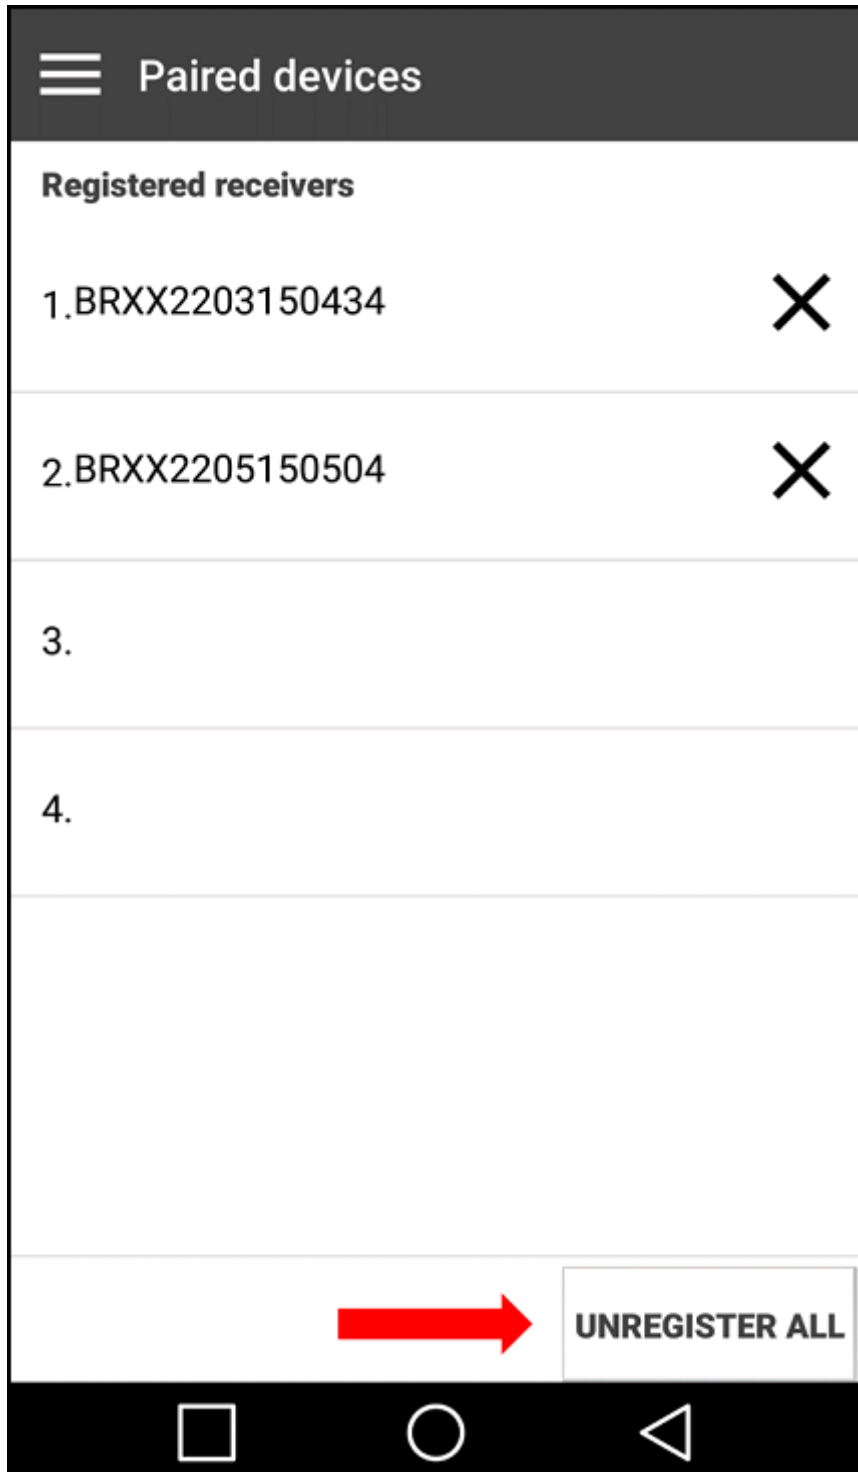 Paired devices
Registered receivers
1.BRXX2203150434
2.BRXX2205150504
3.
4.
UNREGISTER ALL